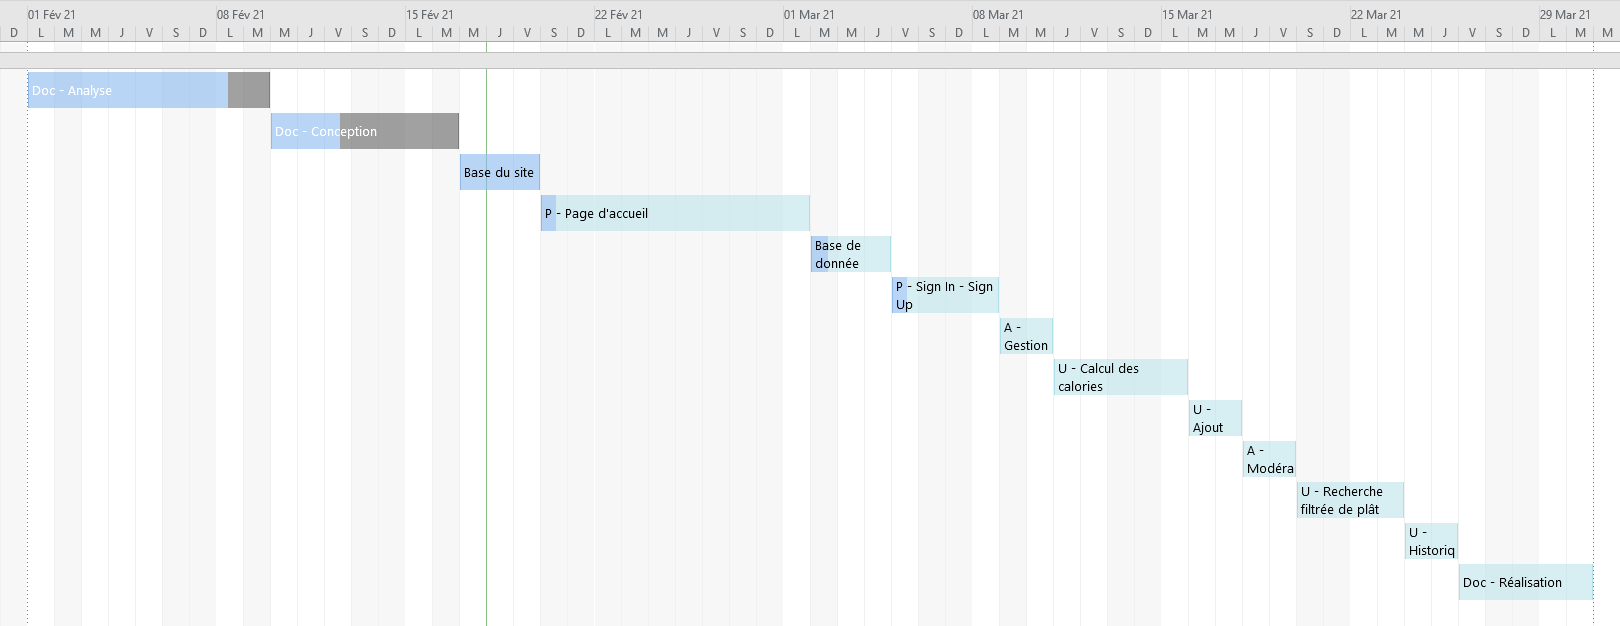 01 Fév 21 08 Fév 21 15 Fév 21 22 Fév 21 01 Mar 21 08 Mar 21 15 Mar 21 22 Mar 21 29 Mar 21
D L M M J V S D L M M J V S D L M M J V S D L M M J V S D L M M J V S D L M M J V S D L M M J V S D L M M J V S D L M M
Doc - Analyse
Doc - Conception
Base du site
P - Page d'accueil
Base de
donnée
P - Sign In - Sign
Up
A -
Gestion
U - Calcul des
calories
U -
Ajout
A -
Modéra
U - Recherche
filtrée de plât
U -
Historiq
Doc - Réalisation